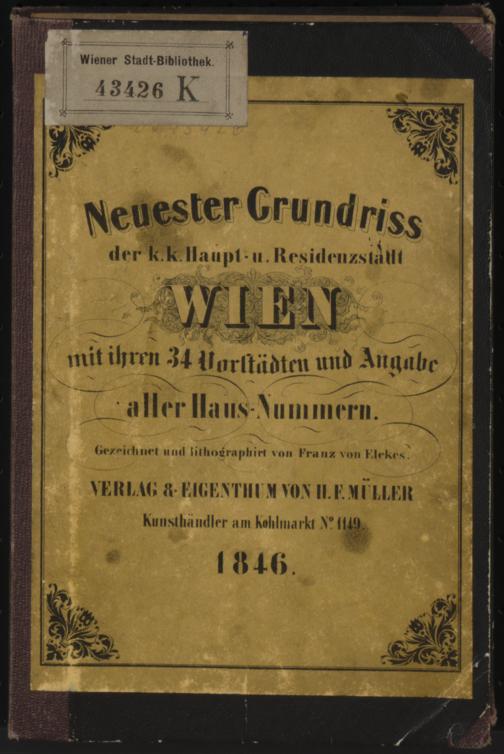 Wiener Stadt-Bibliothek.
43426 K
Neuester Grundriss
der k.k. Haupt- u. Residenzstadt
WIEN
mit ihren 34 Vorstädten und Angabe
aller Haus-Nummern.
Gezeichnet und lithographirt von Franz von Elekes.
VERLAG & EIGENTHUM VON H. F. MÜLLER
Kunsthändler am Kohlmarkt No 1149.
1846.